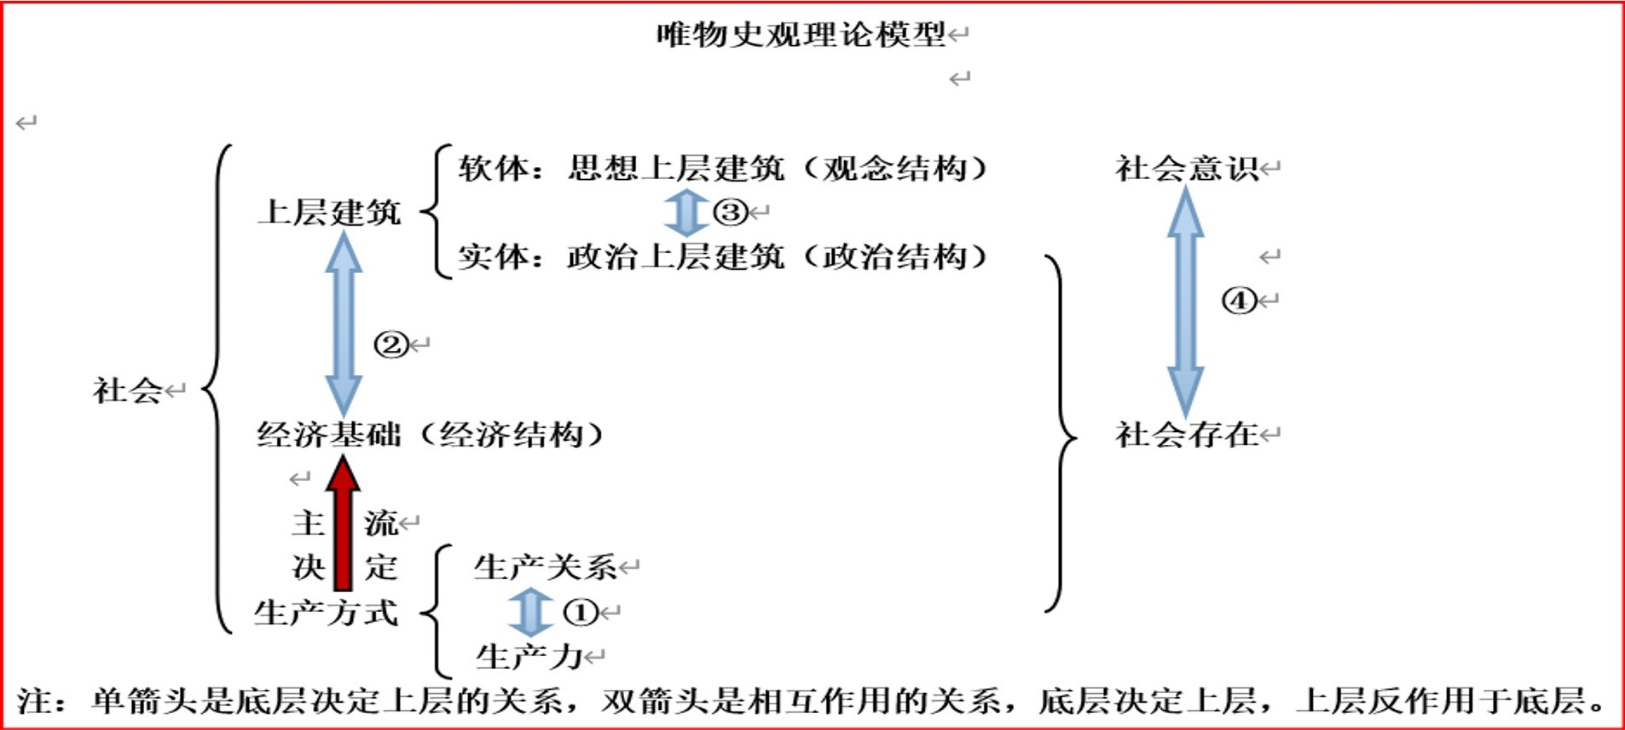 唯物史观理论模型
软体：思想上层建筑（观念结构） 社会意识
上层建筑 ③
实体：政治上层建筑（政治结构）
④
②
社会
经济基础（经济结构） 社会存在
主 流
决 定 生产关系
生产方式 ①
生产力
注：单箭头是底层决定上层的关系，双箭头是相互作用的关系，底层决定上层，上层反作用于底层。